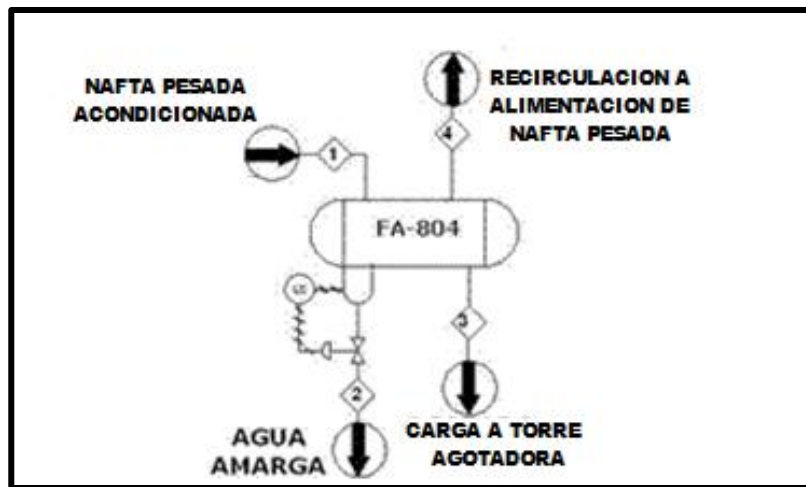 NAFTA PESADA
ACONDICIONADA
RECIRCULACION A
ALIMENTACION DE
NAFTA PESADA
1
4
FA-804
3
2
AGUA
AMARGA
CARGA A TORRE
AGOTADORA